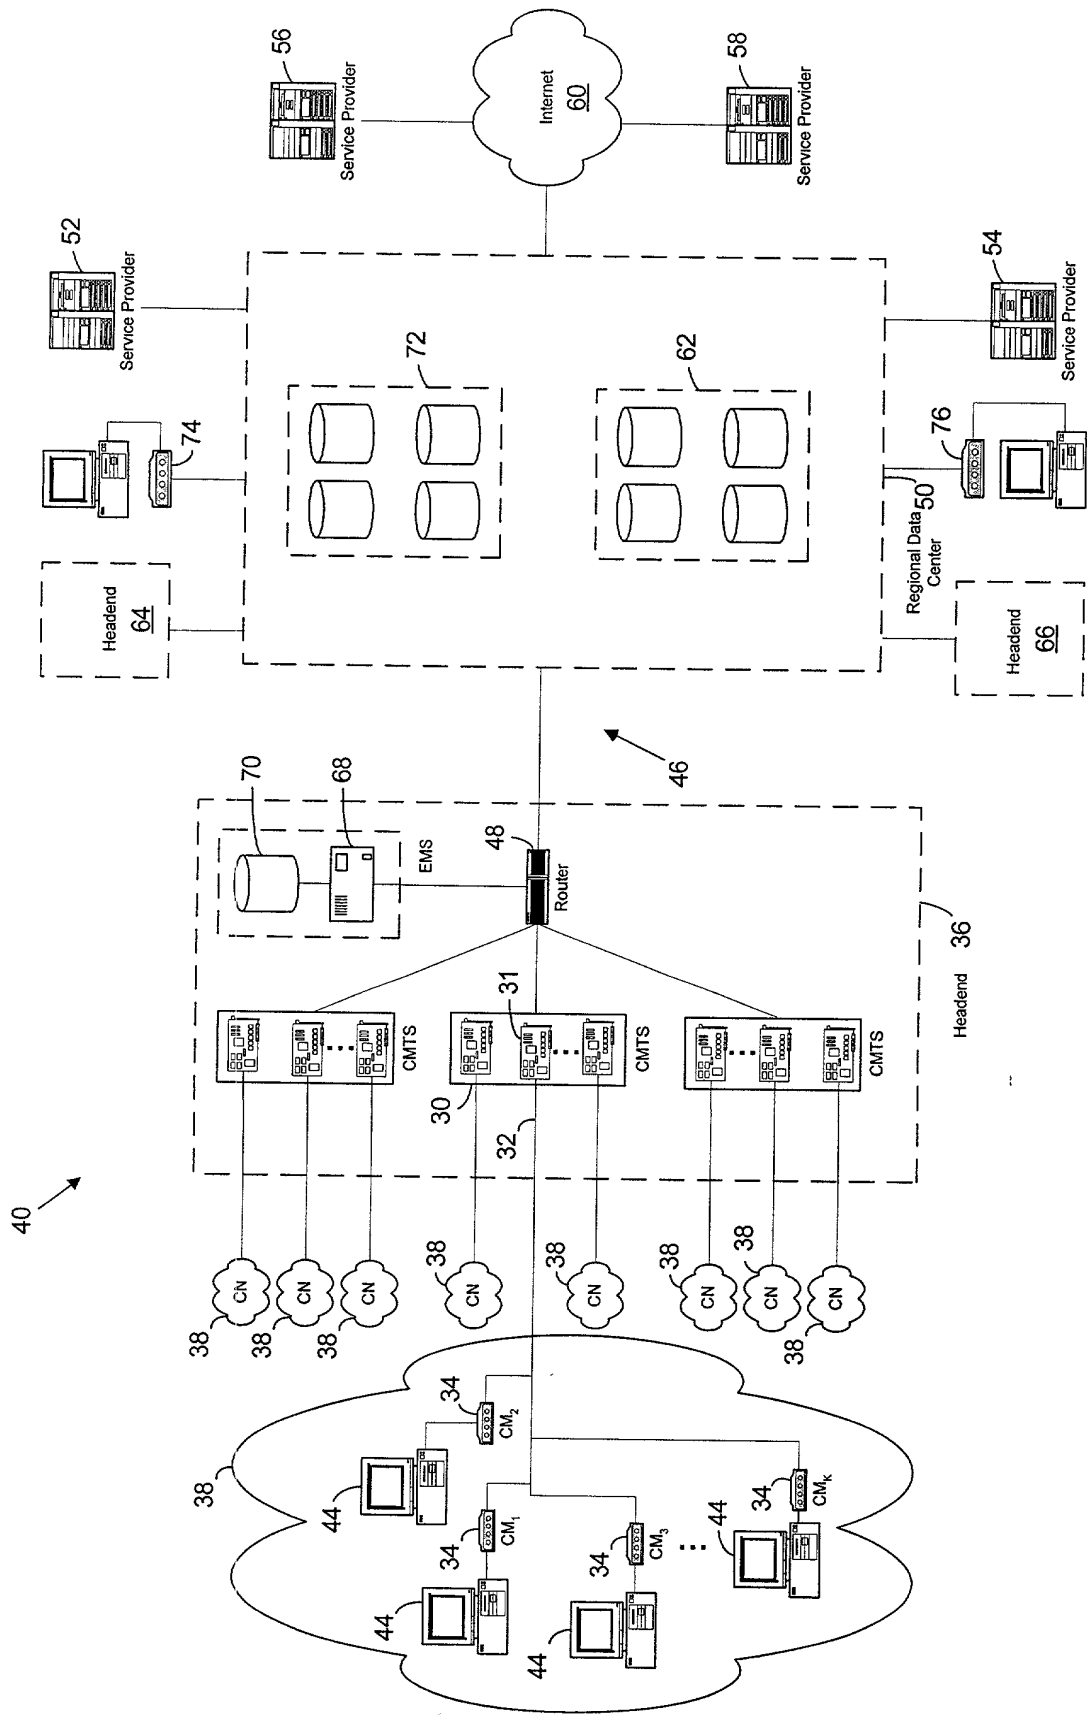 40
38
44
34
CM₂
44
34
CM₁
44
34
CM₃
44
34
CMK
38
CN
38
CN
38
CN
38
CN
38
CN
38
CN
38
CN
38
CN
32
30
31
CMTS
CMTS
CMTS
70
68
EMS
48
Router
Headend
36
46
Headend
64
74
52
Service Provider
72
62
Regional Data
Center
50
Headend
66
76
54
Service Provider
56
Service Provider
Internet
60
58
Service Provider